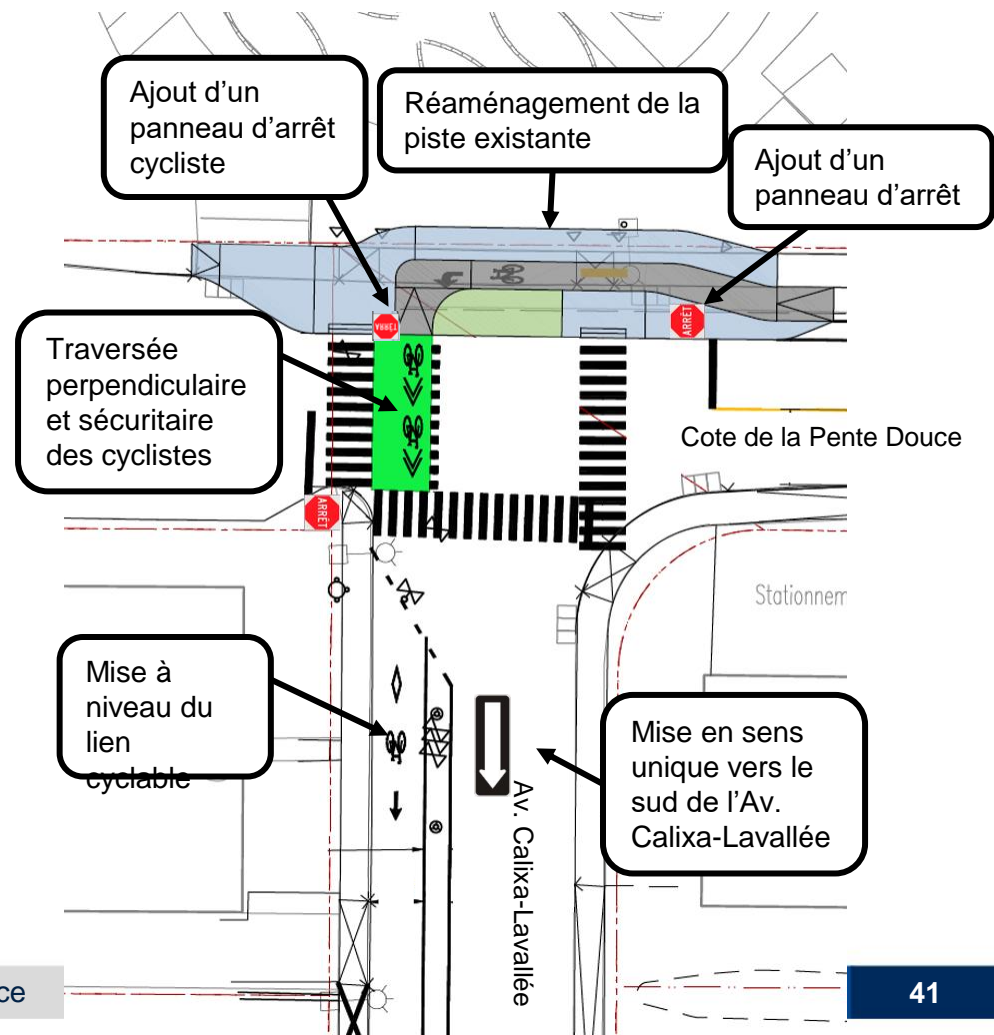 Ajout d’un
panneau d’arrêt
cycliste
Réaménagement de la
piste existante
Ajout d’un
panneau d’arrêt
ARRÊT
ARRÊT
Traversée
perpendiculaire
et sécuritaire
des cyclistes
Cote de la Pente Douce
ARRÊT
Stationnem
Mise à
niveau du
lien
cyclable
Av. Calixa-Lavallée
Mise en sens
unique vers le
sud de l’Av.
Calixa-Lavallée
ce
41